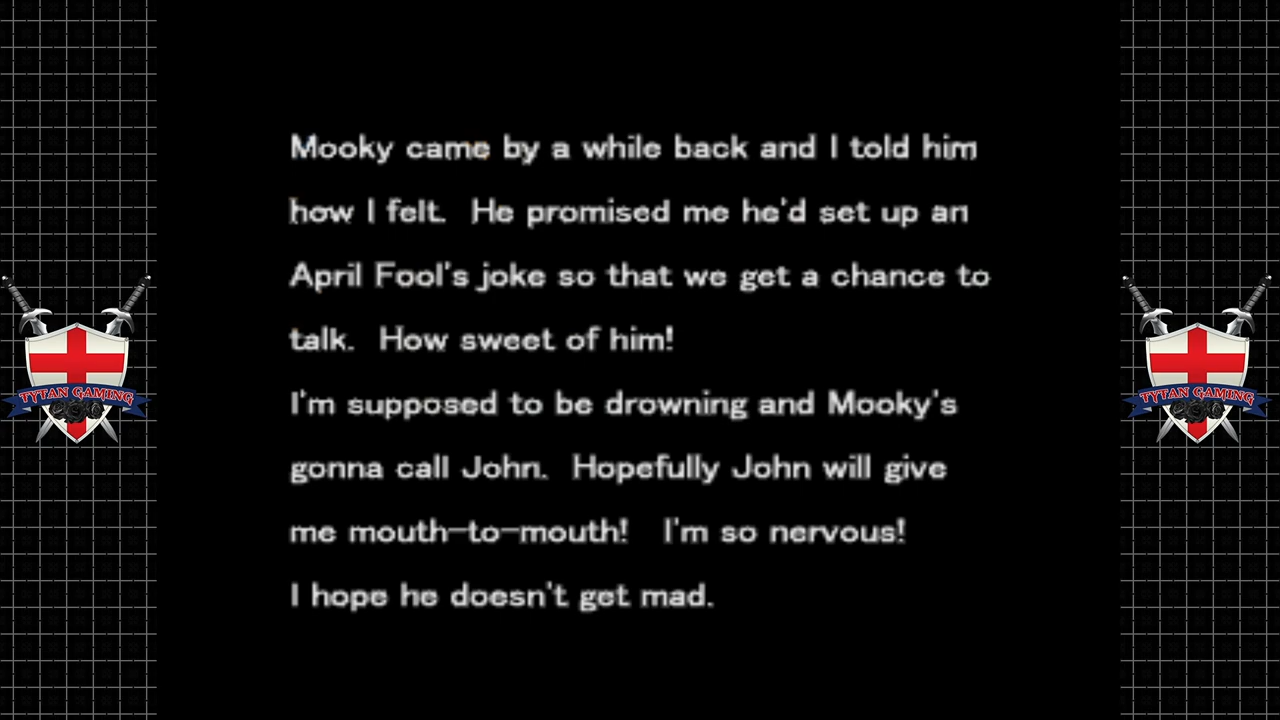 Mooky came by a while back and I told him
how I felt.  He promised me he'd set up an
April Fool's joke so that we get a chance to
talk.  How sweet of him!
I'm supposed to be drowning and Mooky's
gonna call John.  Hopefully John will give
me mouth-to-mouth!  I'm so nervous!
I hope he doesn't get mad.
TYTAN GAMING
TYTAN GAMING